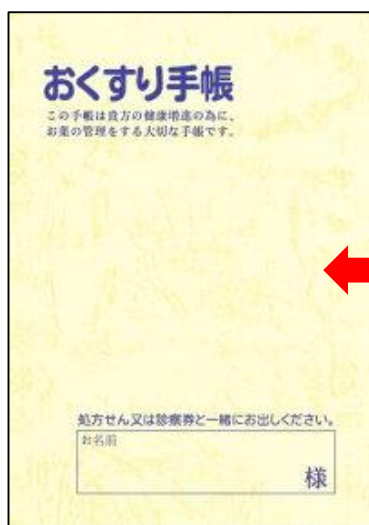 おくすり手帳
この手帳は貴方の健康増進の為に、
お薬の管理をする大切な手帳です。
処方せん又は診察券と一緒にお出しください。
お名前
様